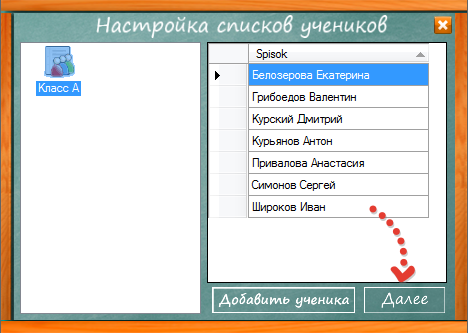 Настройка списков учеников
Класс А
Spisok
Белозерова Екатерина
Грибоедов Валентин
Курский Дмитрий
Курьянов Антон
Привалова Анастасия
Симонов Сергей
Широков Иван
Добавить ученика
Далее